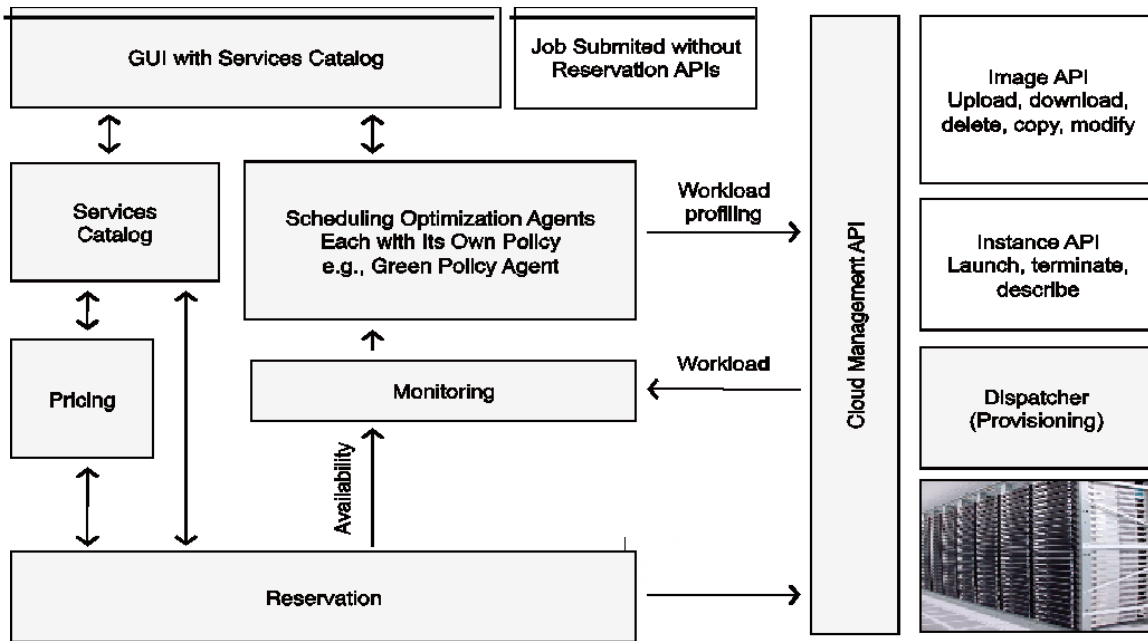 GUI with Services Catalog
Job Submited without
Reservation APIs
Image API
Upload, download,
delete, copy, modify
Services
Catalog
Scheduling Optimization Agents
Each with Its Own Policy
e.g., Green Policy Agent
Workload
profiling
Instance API
Launch, terminate,
describe
Pricing
Monitoring
Workload
Cloud Management API
Dispatcher
(Provisioning)
Availability
Reservation